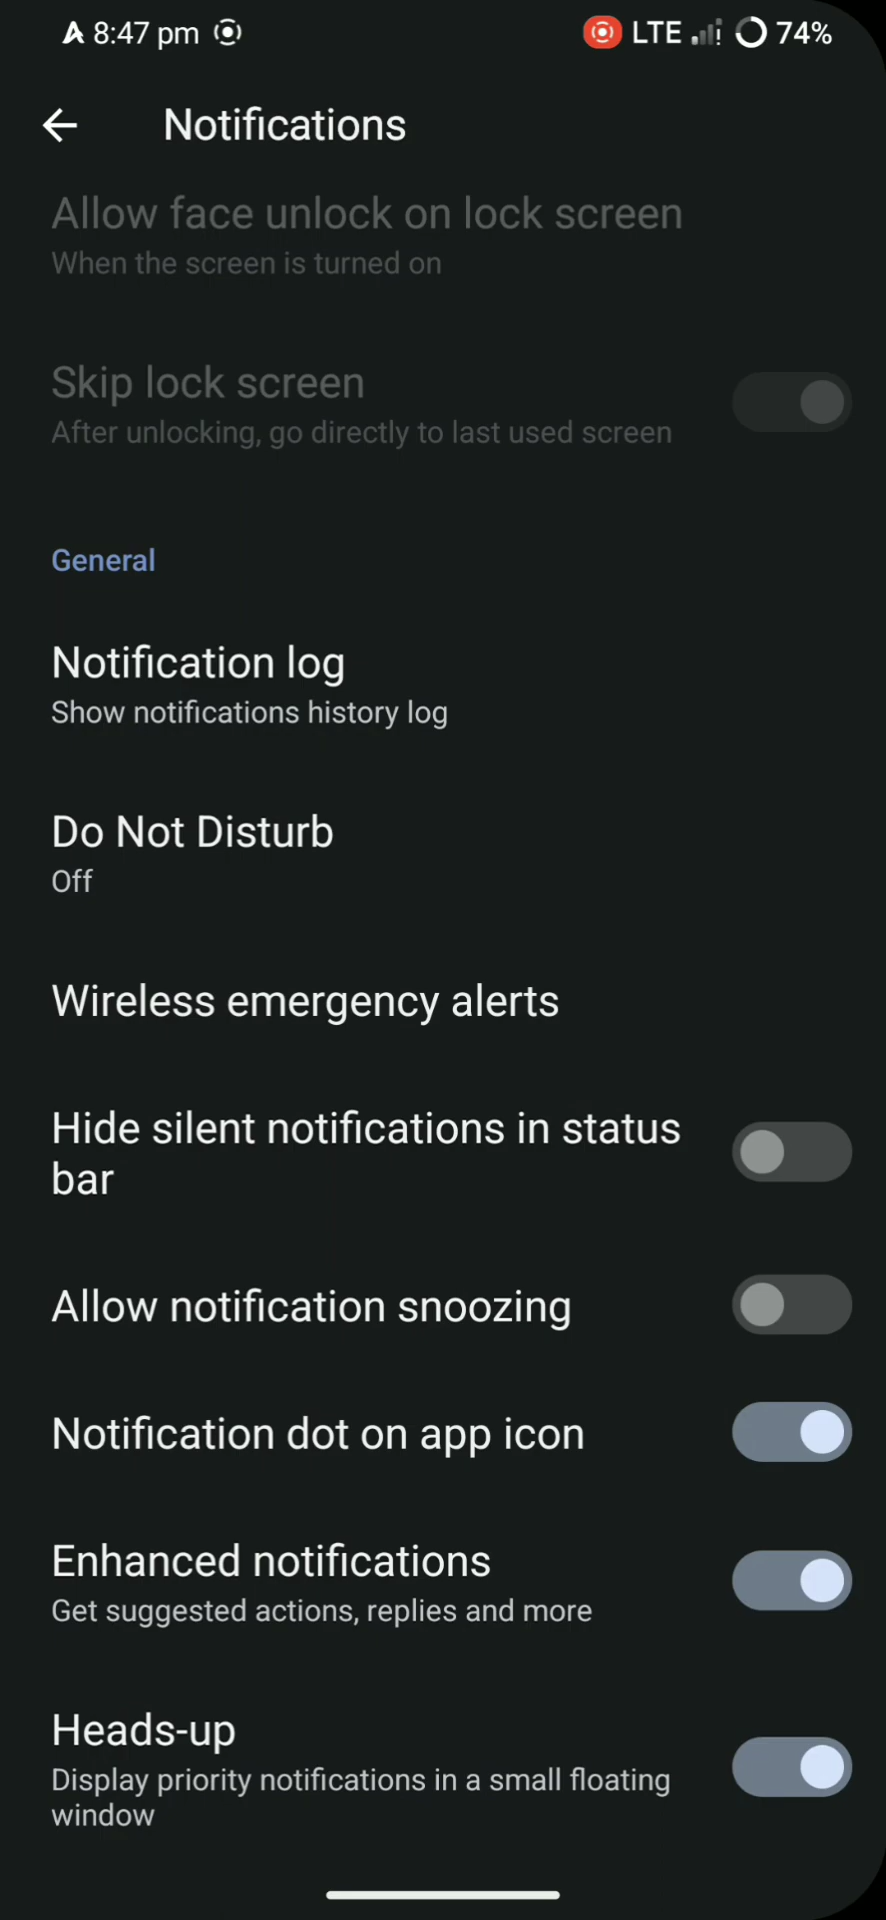 8:47 pm LTE 74%
Notifications
Allow face unlock on lock screen
When the screen is turned on
Skip lock screen
After unlocking, go directly to last used screen
General
Notification log
Show notifications history log
Do Not Disturb
Off
Wireless emergency alerts
Hide silent notifications in status
bar
Allow notification snoozing
Notification dot on app icon
Enhanced notifications
Get suggested actions, replies and more
Heads-up
Display priority notifications in a small floating
window